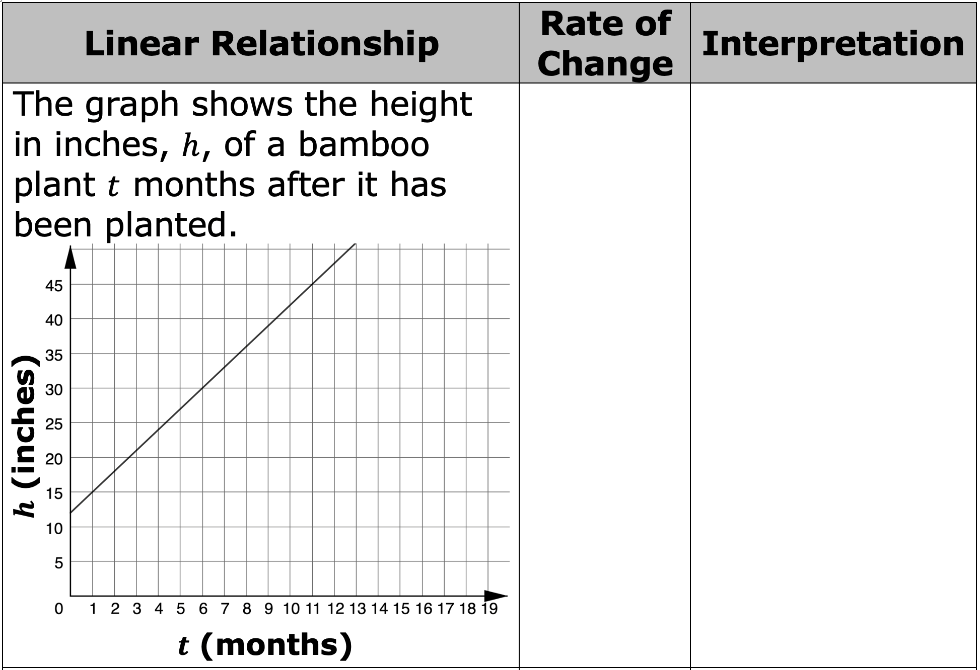 Linear Relationship
Rate of
Change
Interpretation
The graph shows the height
in inches, h, of a bamboo
plant t months after it has
been planted.
45
40
35
30
25
20
15
10
5
0 1 2 3 4 5 6 7 8 9 10 11 12 13 14 15 16 17 18 19
h (inches)
t (months)